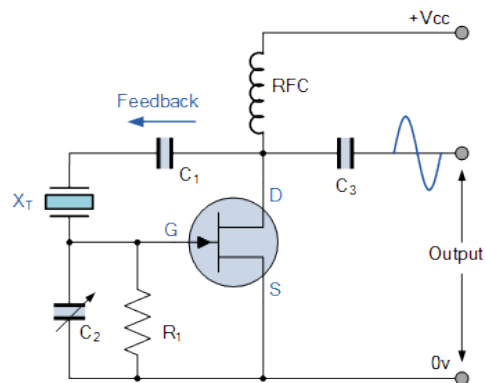 +Vcc
RFC
Feedback
C1
C3
D
XT
G
Output
S
C2
R1
0v